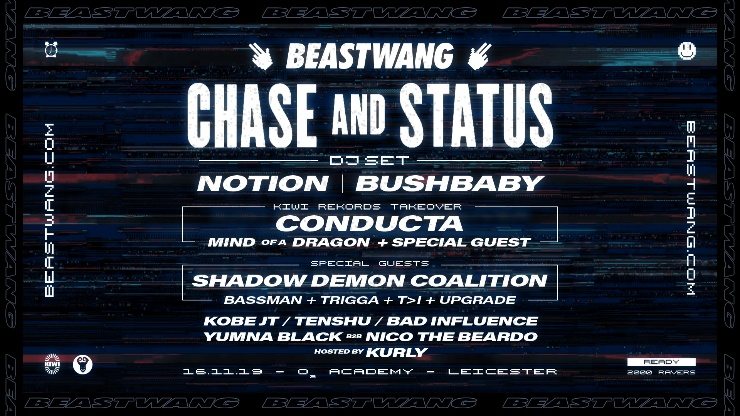 BEASTWANG BEASTWANG BEASTWANG BEASTWANG BEASTWANG
BEASTWANG
CHASE AND STATUS
DJ SET
NOTION | BUSHBABY
KIWI REKORDS TAKEOVER
CONDUCTA
MIND OF A DRAGON + SPECIAL GUEST
SPECIAL GUESTS
SHADOW DEMON COALITION
BASSMAN + TRIGGA + T>I + UPGRADE
KOBE JT / TENSHU / BAD INFLUENCE
YUMNA BLACK B2B NICO THE BEARDO
HOSTED BY KURLY
16.11.19 – O2 ACADEMY – LEICESTER
BEASTWANG.COM
BEASTWANG.COM
KIWI
READY
2000 RAVERS
BEASTWANG BEASTWANG BEASTWANG BEASTWANG BEASTWANG